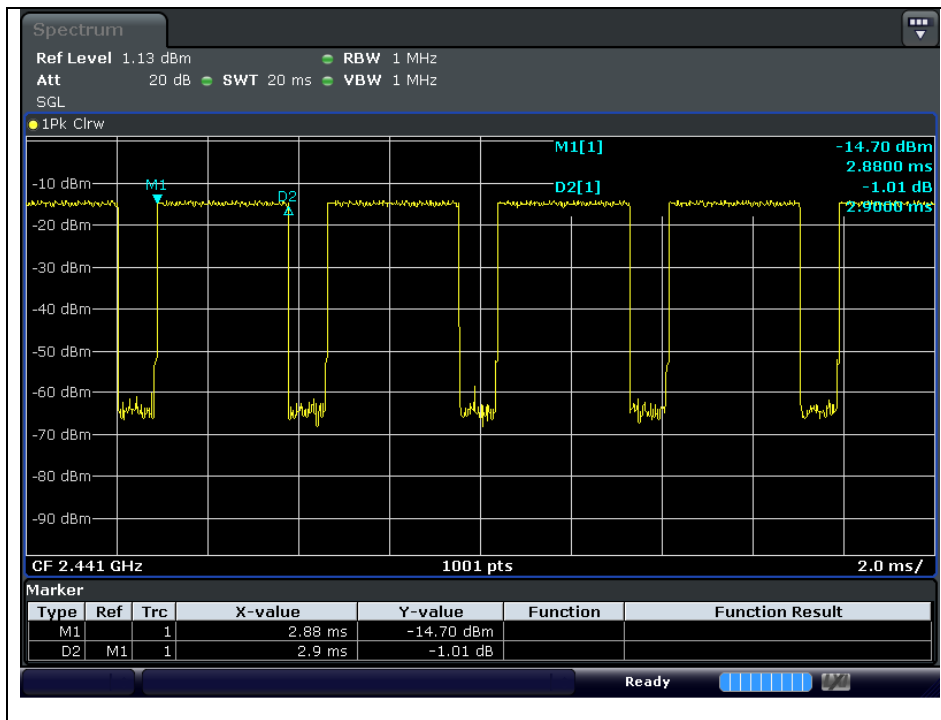 Spectrum
Ref Level 1.13 dBm RBW 1 MHz
Att 20 dB SWT 20 ms VBW 1 MHz
SGL
1Pk Clrw
M1[1] -14.70 dBm
2.8800 ms
D2[1] -1.01 dB
2.9000 ms
M1
D2
-10 dBm
-20 dBm
-30 dBm
-40 dBm
-50 dBm
-60 dBm
-70 dBm
-80 dBm
-90 dBm
CF 2.441 GHz 1001 pts 2.0 ms/
Marker
Type Ref Trc X-value Y-value Function Function Result
M1 1 2.88 ms -14.70 dBm
D2 M1 1 2.9 ms -1.01 dB
Ready